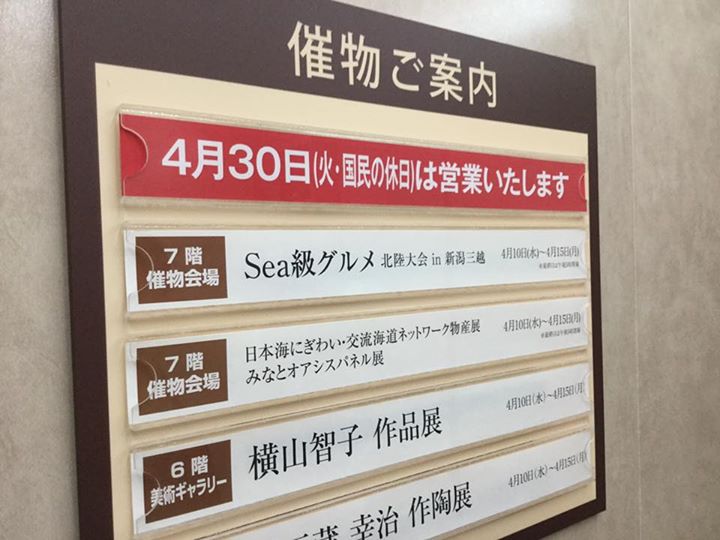 催物ご案内
4月30日(火・国民の休日)は営業いたします
7階
催物会場
Sea級グルメ 北陸大会 in 新潟三越
4月10日(水)〜4月15日(月)
7階
催物会場
日本海にぎわい・交流海道ネットワーク物産展
みなとオアシスパネル展
4月10日(水)〜4月15日(月)
6階
美術ギャラリー
横山智子 作品展
4月10日(水)〜4月15日(月)
幸治 作陶展
4月10日(水)〜4月15日(月)